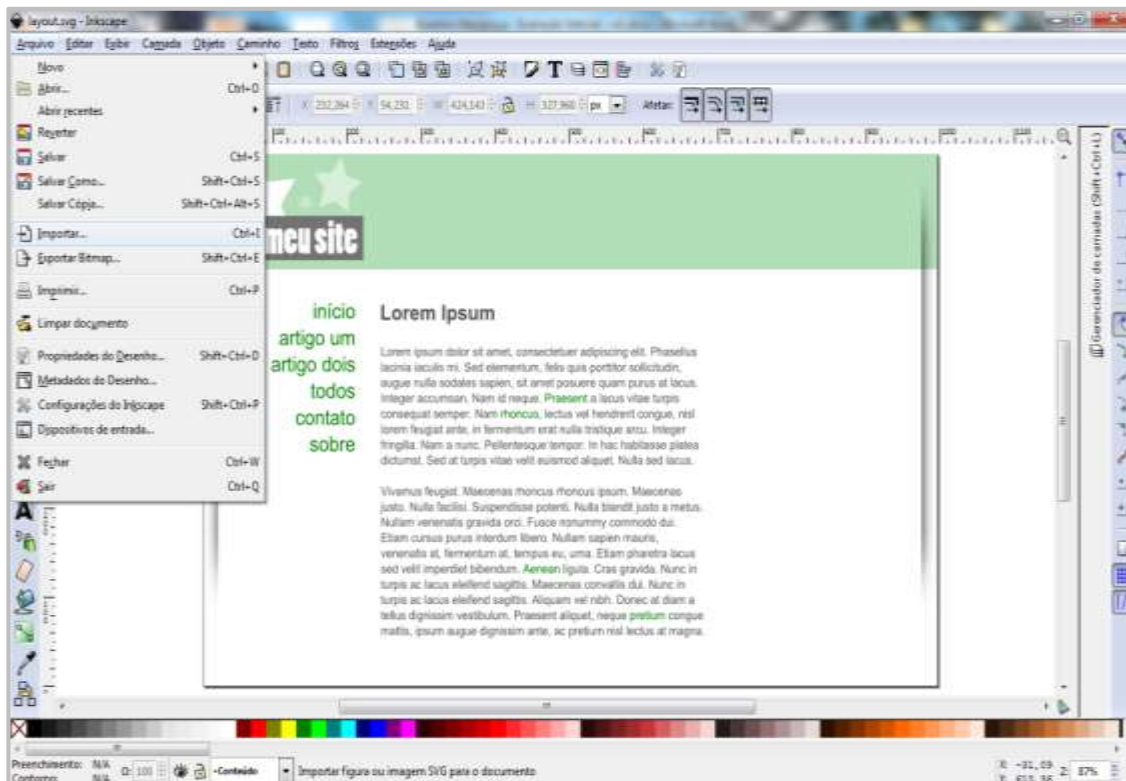 layout.svg - Inkscape
Arquivo Editar Exibir Camada Objeto Caminho Texto Filtros Extensões Ajuda
Novo
Abrir... Ctrl+O
Abrir recentes
Reverter
Salvar Ctrl+S
Salvar Como... Shift+Ctrl+S
Salvar Cópia... Shift+Ctrl+Alt+S
Importar... Ctrl+I
Exportar Bitmap... Shift+Ctrl+E
Imprimir... Ctrl+P
Limpar documento
Propriedades do Desenho... Shift+Ctrl+D
Metadados do Desenho...
Configurações do Inkscape Shift+Ctrl+P
Dispositivos de entrada...
Fechar Ctrl+W
Sair Ctrl+Q
X: 232,264 Y: 54,232 W: 424,143 H: 327,960 px Afetar:
Gerenciador de camadas (Shift+Ctrl+L)
meu site
início
artigo um
artigo dois
todos
contato
sobre
Lorem Ipsum
Lorem ipsum dolor sit amet, consectetuer adipiscing elit. Phasellus
lacinia iaculis mi. Sed elementum, felis quis porttitor sollicitudin,
augue nulla sodales sapien, sit amet posuere quam purus at lacus.
Integer accumsan. Nam id neque. Praesent a lacus vitae turpis
consequat semper. Nam rhoncus, lectus vel hendrerit congue, nisl
lorem feugiat ante, in fermentum erat nulla tristique arcu. Integer
fringilla. Nam a nunc. Pellentesque tempor. In hac habitasse platea
dictumst. Sed at turpis vitae velit euismod aliquet. Nulla sed lacus.
Vivamus feugiat. Maecenas rhoncus rhoncus ipsum. Maecenas
justo. Nulla facilisi. Suspendisse potenti. Nulla blandit justo a metus.
Nullam venenatis gravida orci. Fusce nonummy commodo dui.
Etiam cursus purus interdum libero. Nullam sapien mauris,
venenatis at, fermentum at, tempus eu, urna. Etiam pharetra lacus
sed velit imperdiet bibendum. Aenean ligula. Cras gravida. Nunc in
turpis ac lacus eleifend sagittis. Maecenas convallis dui. Nunc in
turpis ac lacus eleifend sagittis. Aliquam vel nibh. Donec at diam a
tellus dignissim vestibulum. Praesent aliquet, neque pretium congue
mattis, ipsum augue dignissim ante, ac pretium nisl lectus at magna.
Preenchimento: N/A
Contorno: N/A
O: 100
Conteúdo
Importar figura ou imagem SVG para o documento
X: -31,09
Z: 87%